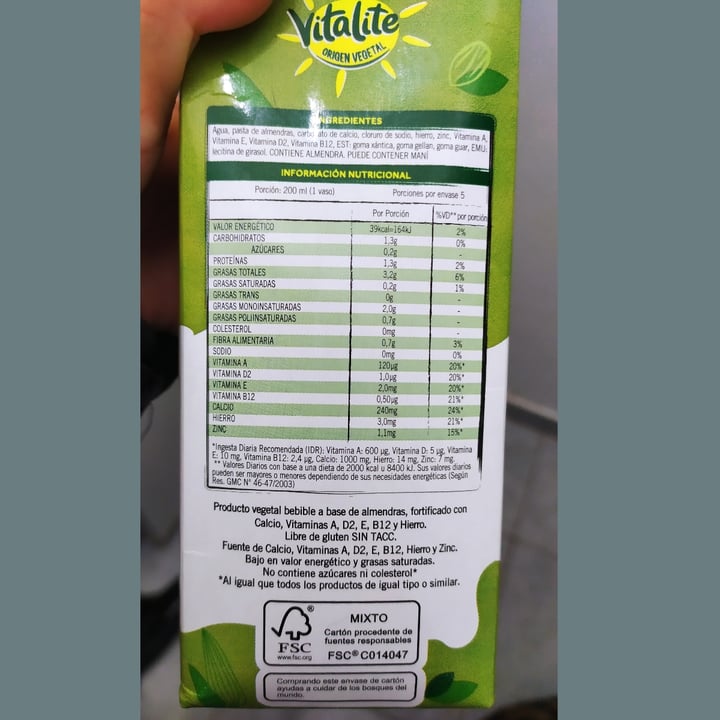 Vitalite
ORIGEN VEGETAL
INGREDIENTES
Agua, pasta de almendras, carbonato de calcio, cloruro de sodio, hierro, zinc, Vitamina A,
Vitamina E, Vitamina D2, Vitamina B12, EST: goma xántica, goma gellan, goma guar, EMU:
lecitina de girasol. CONTIENE ALMENDRA. PUEDE CONTENER MANÍ
INFORMACIÓN NUTRICIONAL
Porción: 200 ml (1 vaso) Porciones por envase 5
Por Porción %VD** por porción
VALOR ENERGÉTICO 39kcal=164kJ 2%
CARBOHIDRATOS 1,3g 0%
AZÚCARES 0,2g -
PROTEÍNAS 1,3g 2%
GRASAS TOTALES 3,2g 6%
GRASAS SATURADAS 0,2g 1%
GRASAS TRANS 0g -
GRASAS MONOINSATURADAS 2,0g -
GRASAS POLIINSATURADAS 0,7g -
COLESTEROL 0mg -
FIBRA ALIMENTARIA 0,7g 3%
SODIO 0mg 0%
VITAMINA A 120µg 20%*
VITAMINA D2 1,0µg 20%*
VITAMINA E 2,0mg 20%*
VITAMINA B12 0,50µg 21%*
CALCIO 240mg 24%*
HIERRO 3,0mg 21%*
ZINC 1,1mg 15%*
*Ingesta Diaria Recomendada (IDR): Vitamina A: 600 µg, Vitamina D: 5 µg, Vitamina
E: 10 mg, Vitamina B12: 2,4 µg, Calcio: 1000 mg, Hierro: 14 mg, Zinc: 7 mg.
** Valores Diarios con base a una dieta de 2000 kcal u 8400 kJ. Sus valores diarios
pueden ser mayores o menores dependiendo de sus necesidades energéticas (Según
Res. GMC N° 46-47/2003)
Producto vegetal bebible a base de almendras, fortificado con
Calcio, Vitaminas A, D2, E, B12 y Hierro.
Libre de gluten SIN TACC.
Fuente de Calcio, Vitaminas A, D2, E, B12, Hierro y Zinc.
Bajo en valor energético y grasas saturadas.
No contiene azúcares ni colesterol*
*Al igual que todos los productos de igual tipo o similar.
FSC
www.fsc.org
MIXTO
Cartón procedente de
fuentes responsables
FSC® C014047
Comprando este envase de cartón
ayudas a cuidar de los bosques del
mundo.